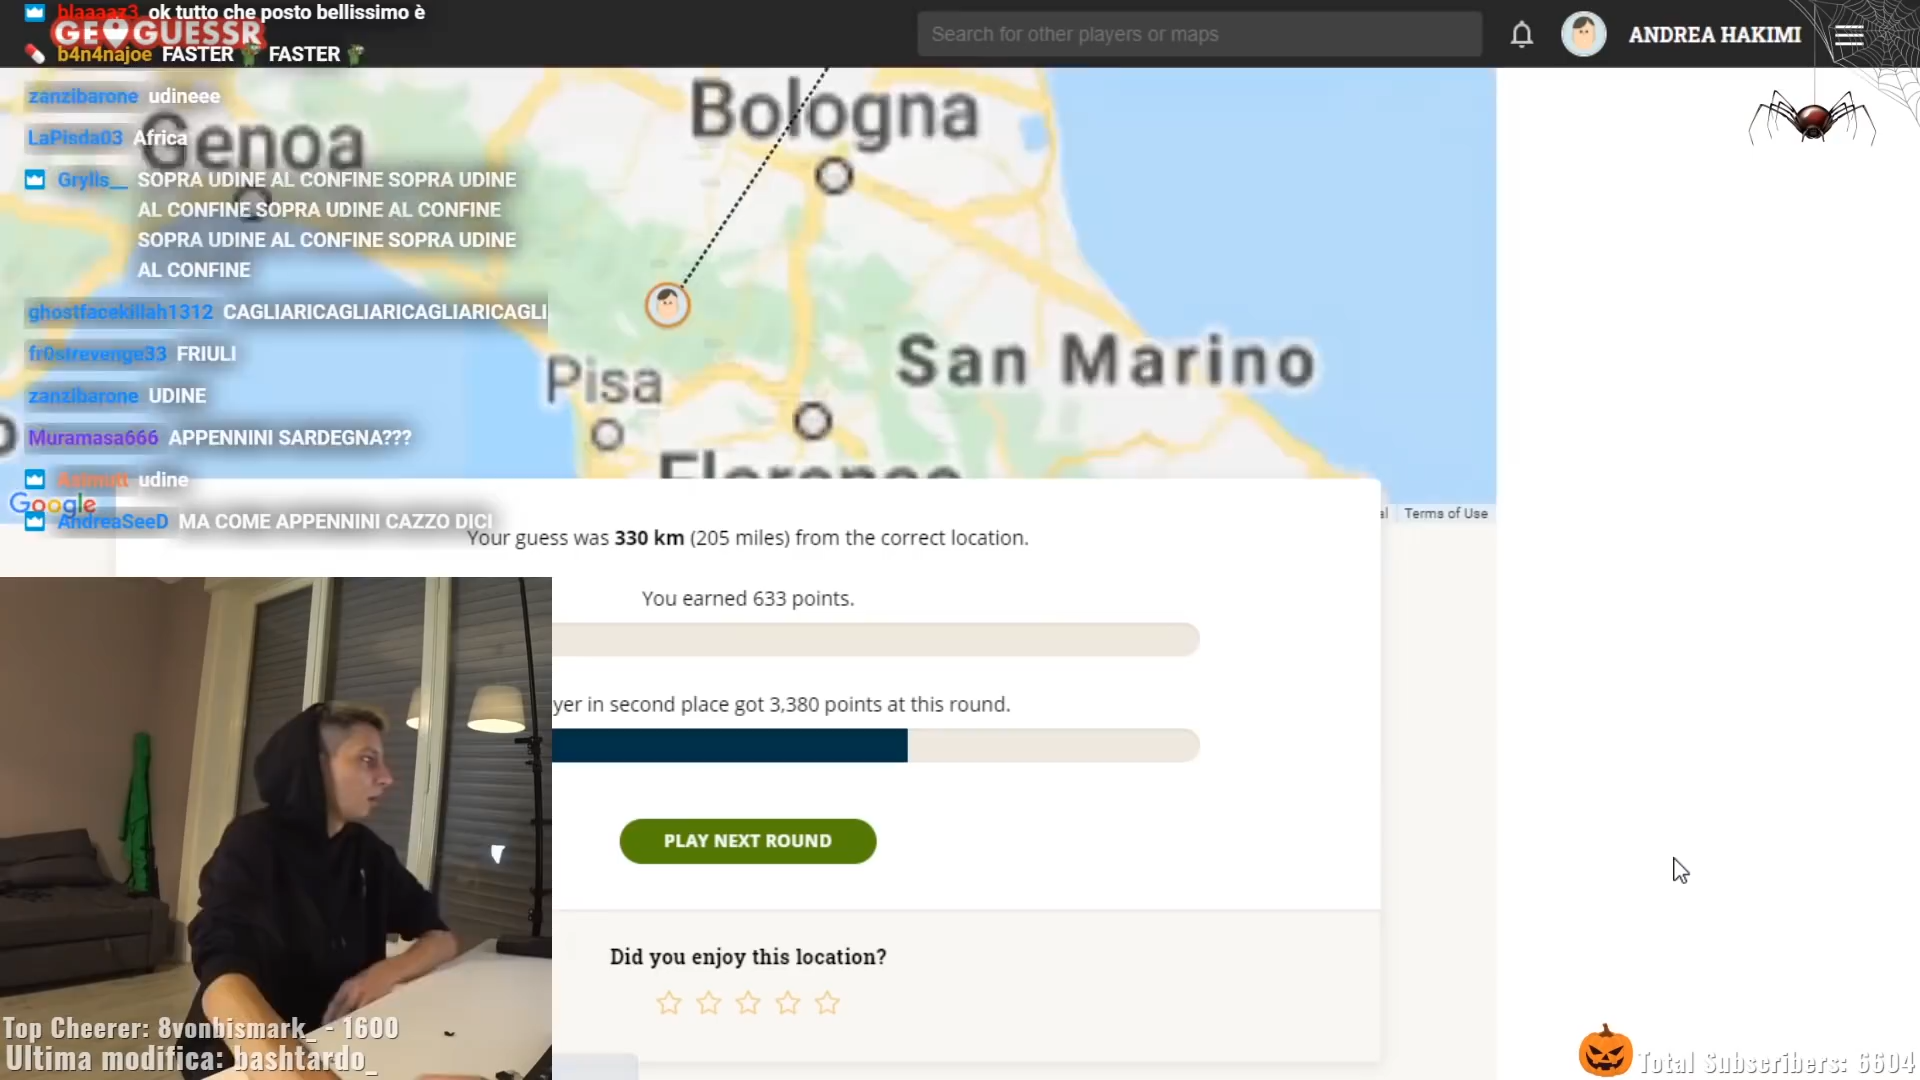 blaaaaz3 ok tutto che posto bellissimo è
GEOGUESSR
b4n4najoe FASTER FASTER
Search for other players or maps
ANDREA HAKIMI
zanzibarone udineee
LaPisda03 Africa
Grylls__ SOPRA UDINE AL CONFINE SOPRA UDINE
AL CONFINE SOPRA UDINE AL CONFINE
SOPRA UDINE AL CONFINE SOPRA UDINE
AL CONFINE
ghostfacekillah1312 CAGLIARICAGLIARICAGLIARICAGLI
fr0strevenge33 FRIULI
zanzibarone UDINE
Muramasa666 APPENNINI SARDEGNA???
udine
AndreaSeeD MA COME APPENNINI CAZZO DICI
Genoa
Bologna
San Marino
Pisa
Florence
Google
Terms of Use
Your guess was 330 km (205 miles) from the correct location.
You earned 633 points.
yer in second place got 3,380 points at this round.
PLAY NEXT ROUND
Did you enjoy this location?
Top Cheerer: 8vonbismark_ - 1600
Ultima modifica: bashtardo_
Total Subscribers: 6604